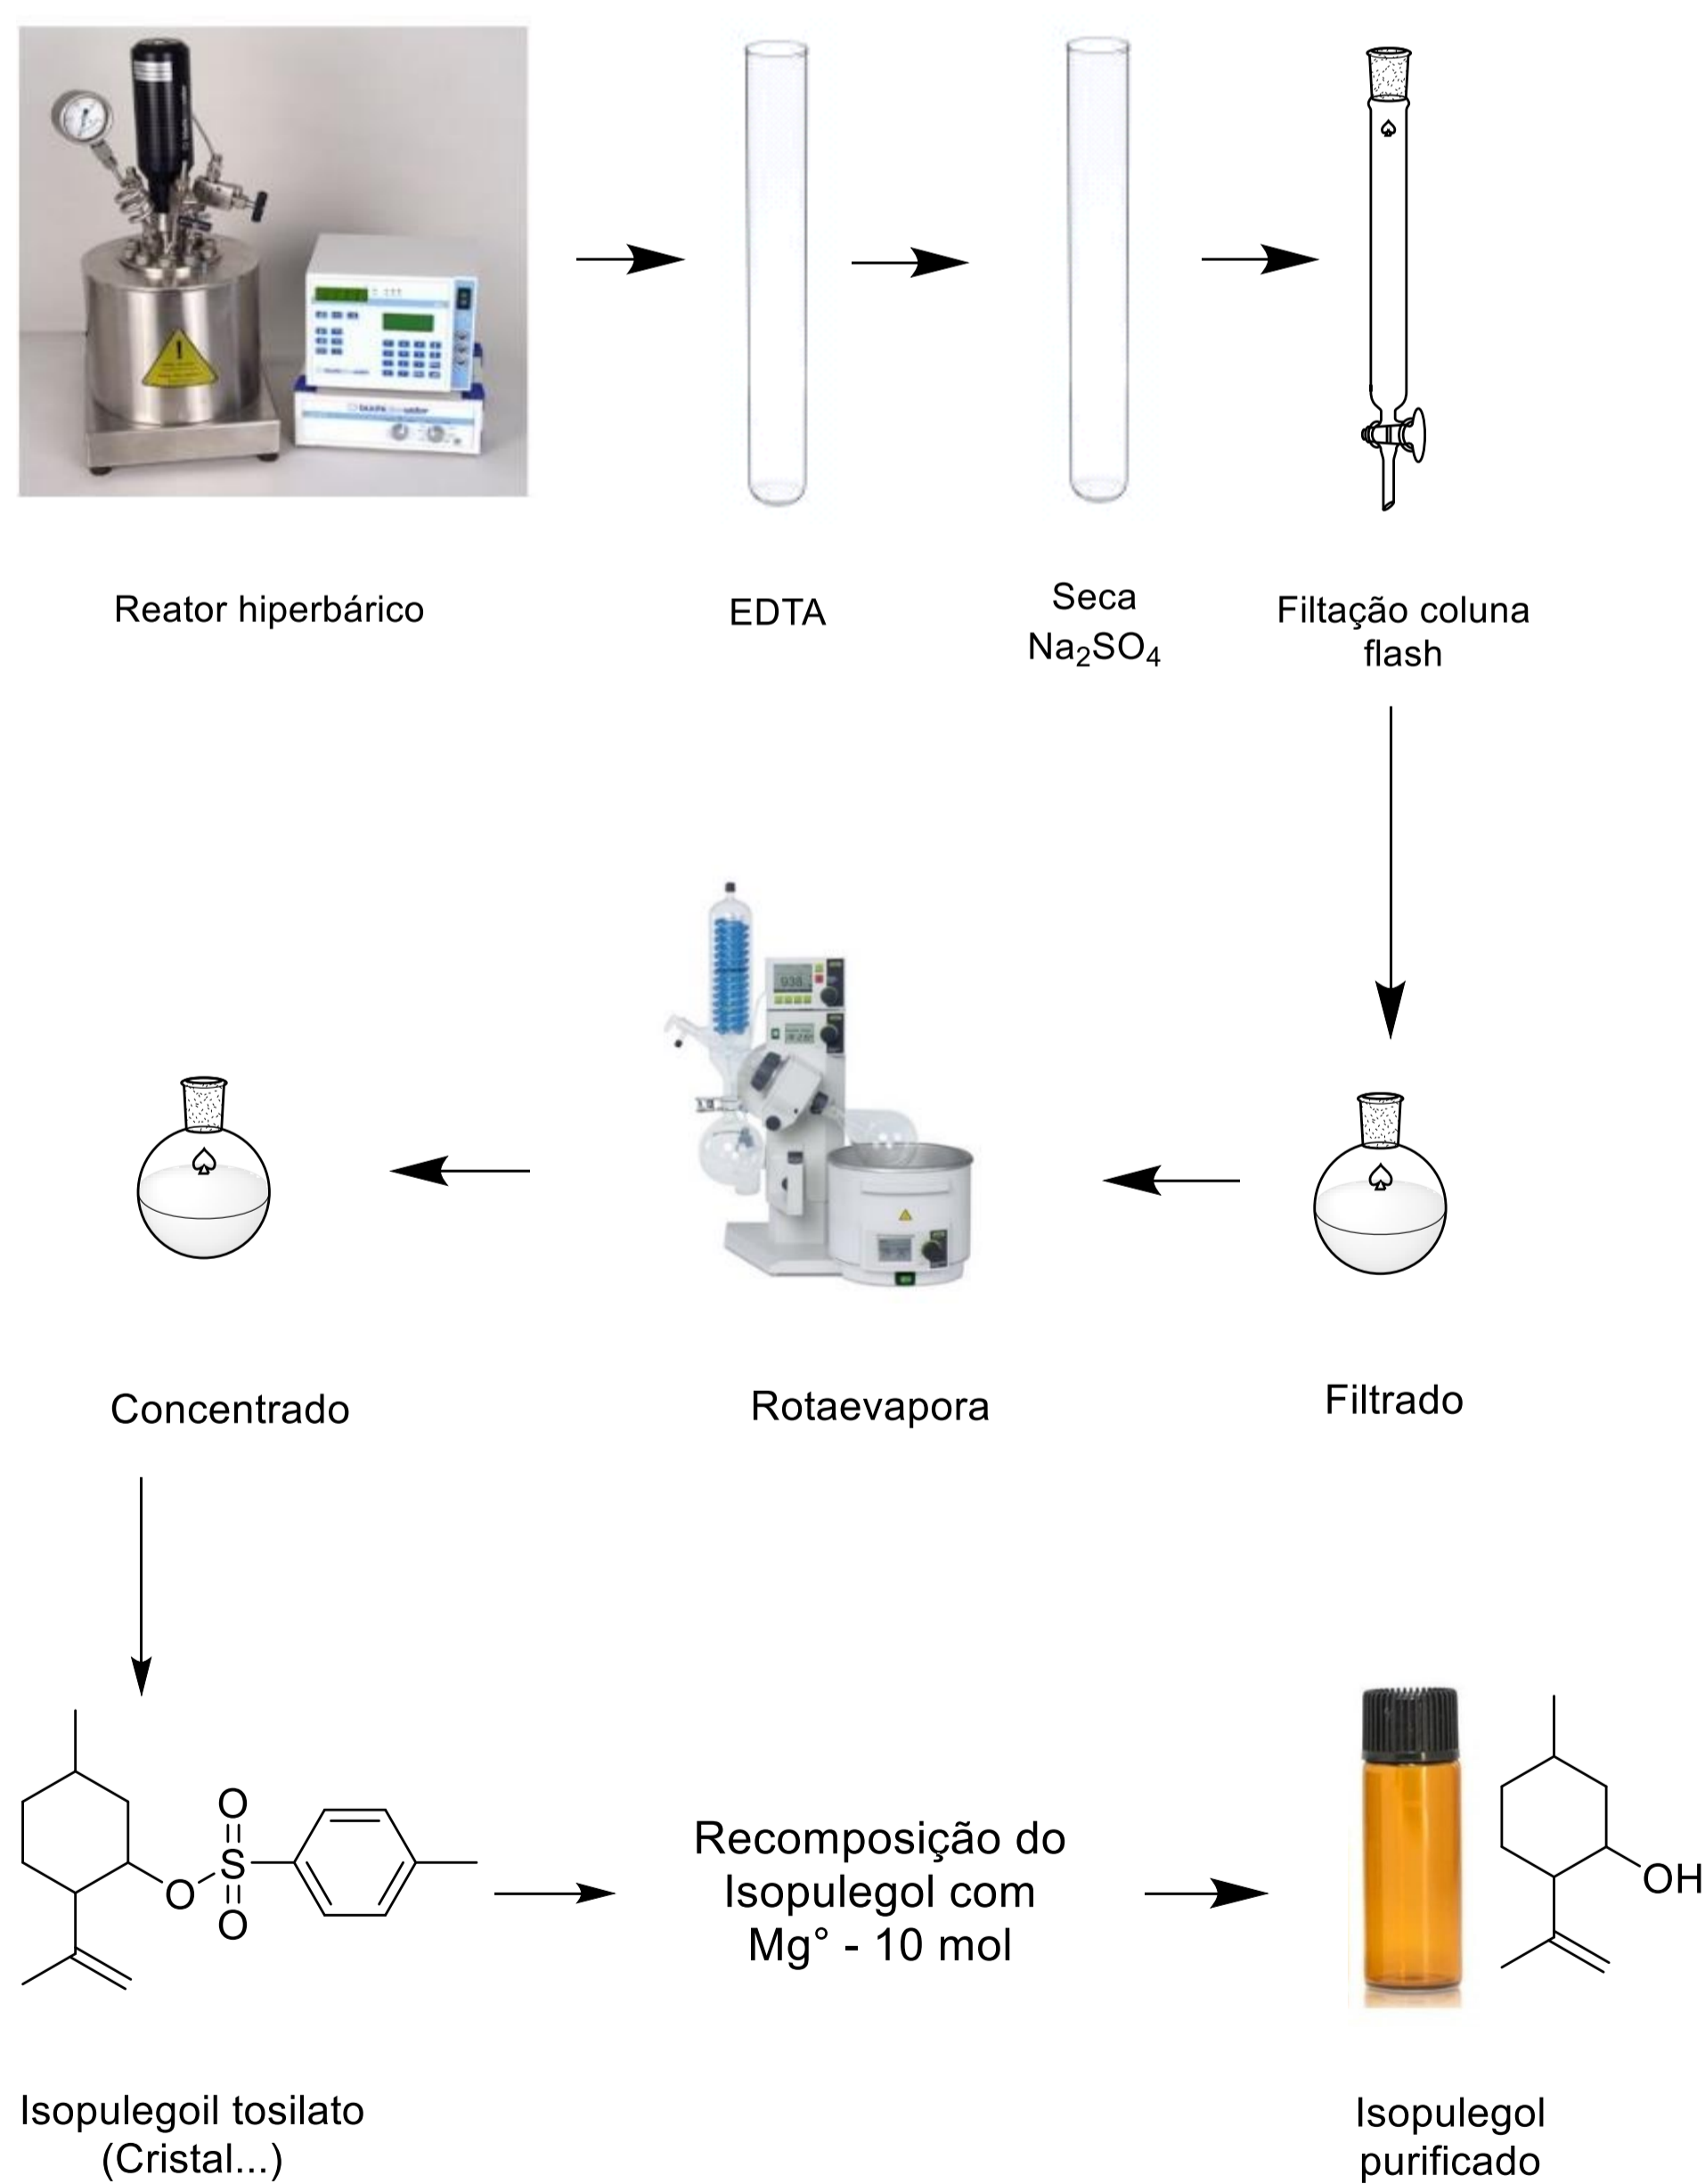 Reator hiperbárico
EDTA
Seca
Na₂SO₄
Filtação coluna
flash
938
Concentrado
Rotaevapora
Filtrado
O
S
O
O
Recomposição do
Isopulegol com
Mg° - 10 mol
OH
Isopulegoil tosilato
(Cristal...)
Isopulegol
purificado